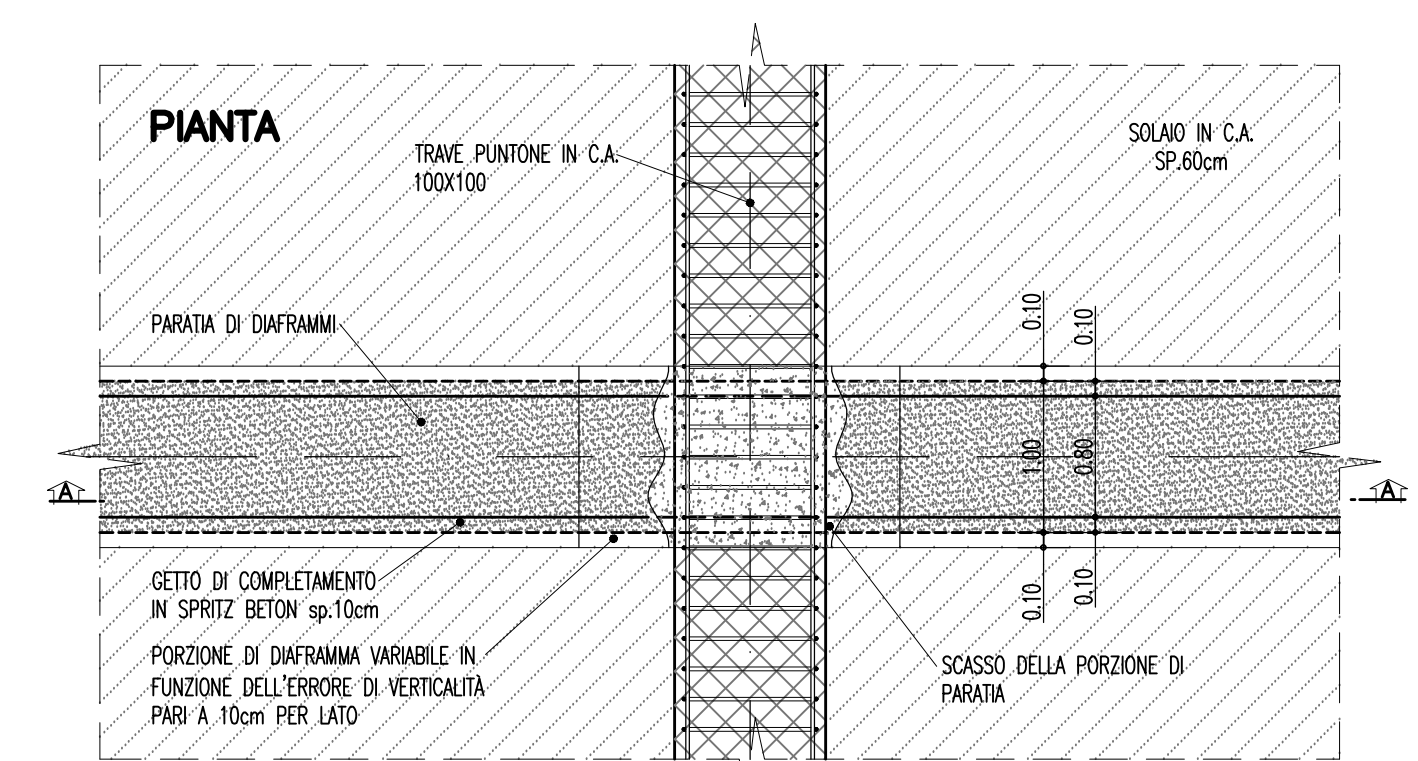 PIANTA
TRAVE PUNTONE IN C.A.
100X100
SOLAIO IN C.A.
SP.60cm
PARATIA DI DIAFRAMMI
0.10
0.10
1.00
0.80
A
A
GETTO DI COMPLETAMENTO
IN SPRITZ BETON sp.10cm
0.10
0.10
PORZIONE DI DIAFRAMMA VARIABILE IN
FUNZIONE DELL'ERRORE DI VERTICALITÀ
PARI A 10cm PER LATO
SCASSO DELLA PORZIONE DI
PARATIA